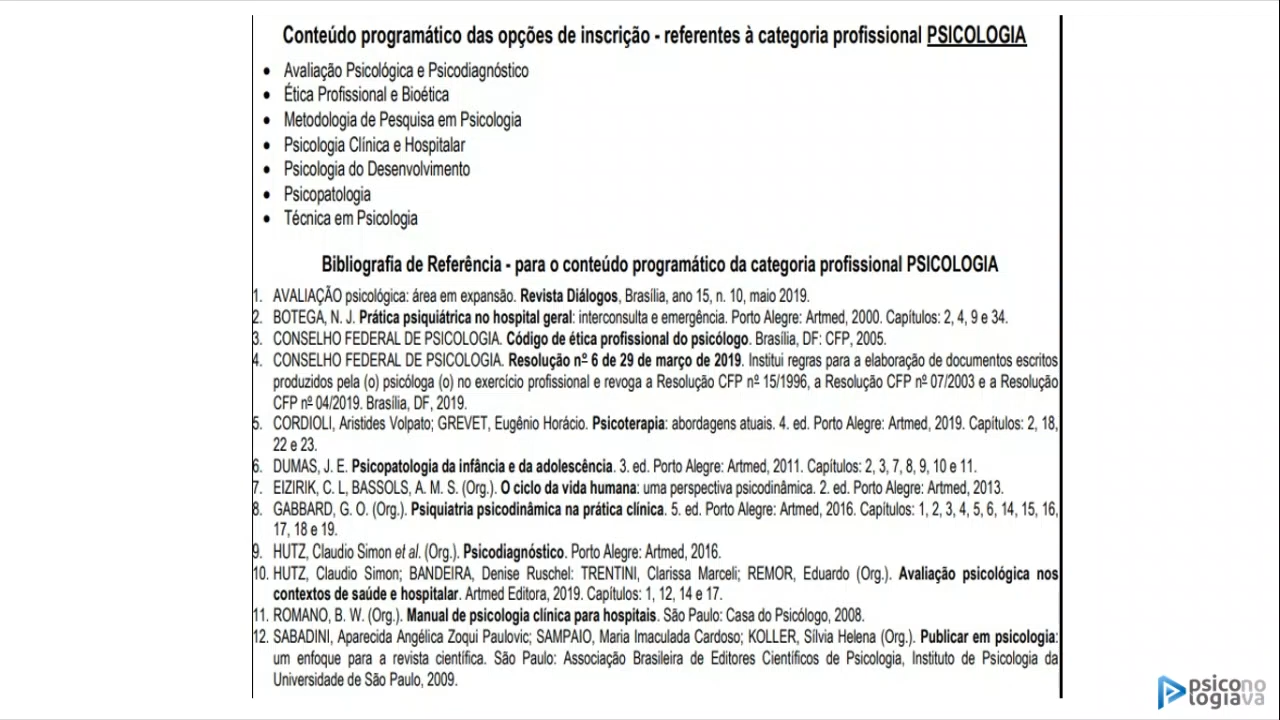 Conteúdo programático das opções de inscrição - referentes à categoria profissional PSICOLOGIA
• Avaliação Psicológica e Psicodiagnóstico
• Ética Profissional e Bioética
• Metodologia de Pesquisa em Psicologia
• Psicologia Clínica e Hospitalar
• Psicologia do Desenvolvimento
• Psicopatologia
• Técnica em Psicologia
Bibliografia de Referência - para o conteúdo programático da categoria profissional PSICOLOGIA
1. AVALIAÇÃO psicológica: área em expansão. Revista Diálogos, Brasília, ano 15, n. 10, maio 2019.
2. BOTEGA, N. J. Prática psiquiátrica no hospital geral: interconsulta e emergência. Porto Alegre: Artmed, 2000. Capítulos: 2, 4, 9 e 34.
3. CONSELHO FEDERAL DE PSICOLOGIA. Código de ética profissional do psicólogo. Brasília, DF: CFP, 2005.
4. CONSELHO FEDERAL DE PSICOLOGIA. Resolução nº 6 de 29 de março de 2019. Institui regras para a elaboração de documentos escritos
produzidos pela (o) psicóloga (o) no exercício profissional e revoga a Resolução CFP nº 15/1996, a Resolução CFP nº 07/2003 e a Resolução
CFP nº 04/2019. Brasília, DF, 2019.
5. CORDIOLI, Aristides Volpato; GREVET, Eugênio Horácio. Psicoterapia: abordagens atuais. 4. ed. Porto Alegre: Artmed, 2019. Capítulos: 2, 18,
22 e 23.
6. DUMAS, J. E. Psicopatologia da infância e da adolescência. 3. ed. Porto Alegre: Artmed, 2011. Capítulos: 2, 3, 7, 8, 9, 10 e 11.
7. EIZIRIK, C. L, BASSOLS, A. M. S. (Org.). O ciclo da vida humana: uma perspectiva psicodinâmica. 2. ed. Porto Alegre: Artmed, 2013.
8. GABBARD, G. O. (Org.). Psiquiatria psicodinâmica na prática clínica. 5. ed. Porto Alegre: Artmed, 2016. Capítulos: 1, 2, 3, 4, 5, 6, 14, 15, 16,
17, 18 e 19.
9. HUTZ, Claudio Simon et al. (Org.). Psicodiagnóstico. Porto Alegre: Artmed, 2016.
10. HUTZ, Claudio Simon; BANDEIRA, Denise Ruschel: TRENTINI, Clarissa Marceli; REMOR, Eduardo (Org.). Avaliação psicológica nos
contextos de saúde e hospitalar. Artmed Editora, 2019. Capítulos: 1, 12, 14 e 17.
11. ROMANO, B. W. (Org.). Manual de psicologia clínica para hospitais. São Paulo: Casa do Psicólogo, 2008.
12. SABADINI, Aparecida Angélica Zoqui Paulovic; SAMPAIO, Maria Imaculada Cardoso; KOLLER, Sílvia Helena (Org.). Publicar em psicologia:
um enfoque para a revista científica. São Paulo: Associação Brasileira de Editores Científicos de Psicologia, Instituto de Psicologia da
Universidade de São Paulo, 2009.
psicono
logiava